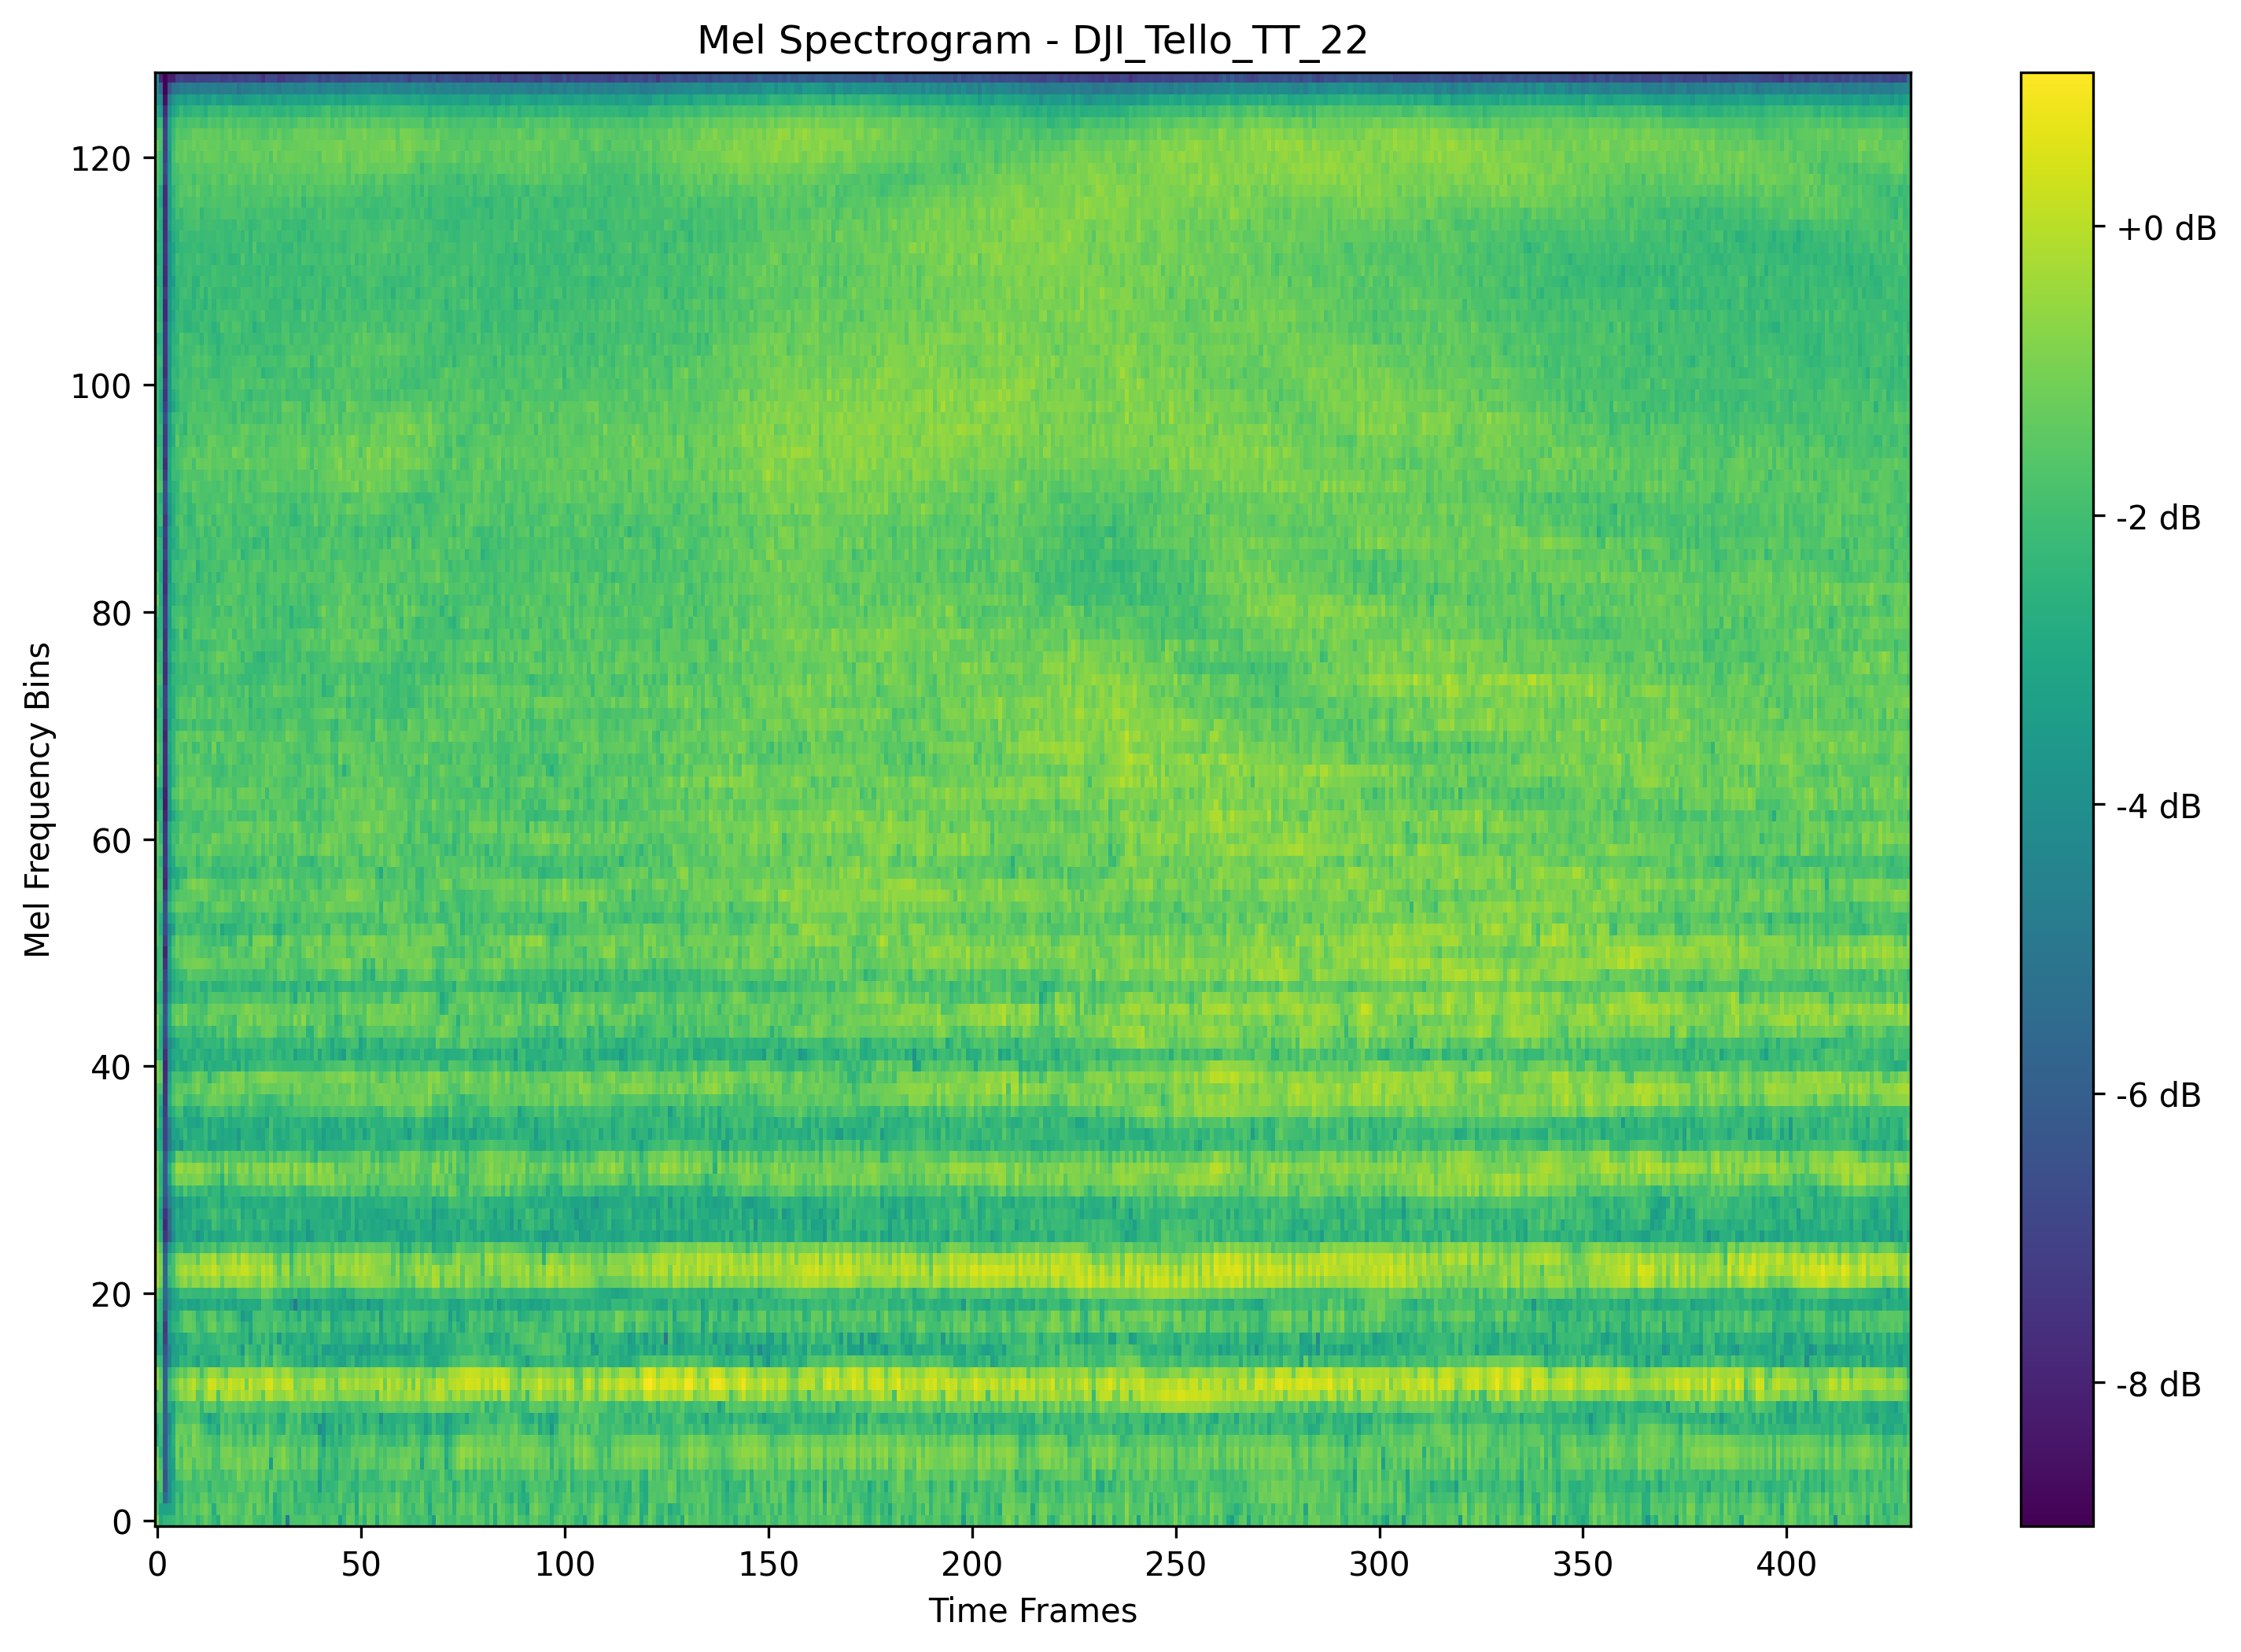 Mel Spectrogram - DJI_Tello_TT_22
Mel Frequency Bins
120
100
80
60
40
20
0
0 50 100 150 200 250 300 350 400
Time Frames
+0 dB
-2 dB
-4 dB
-6 dB
-8 dB